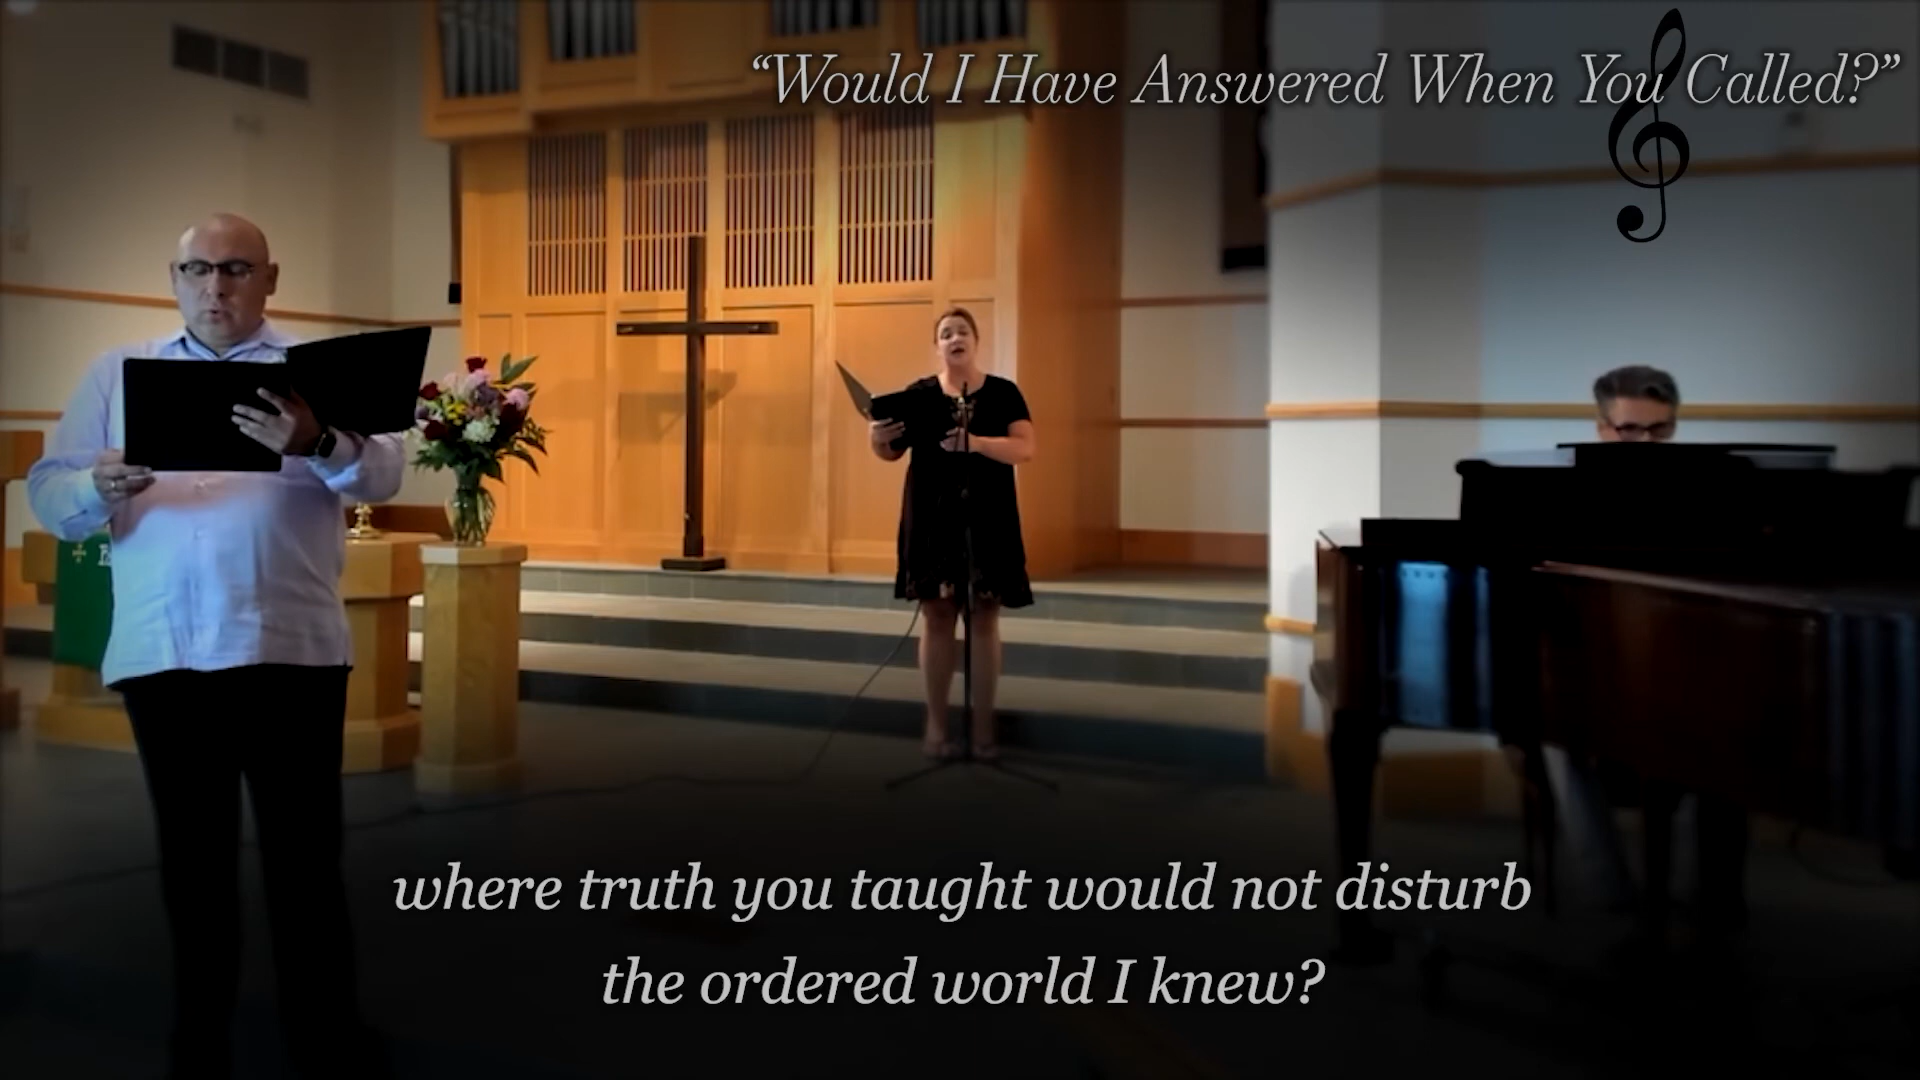 “Would I Have Answered When You Called?”
where truth you taught would not disturb
the ordered world I knew?